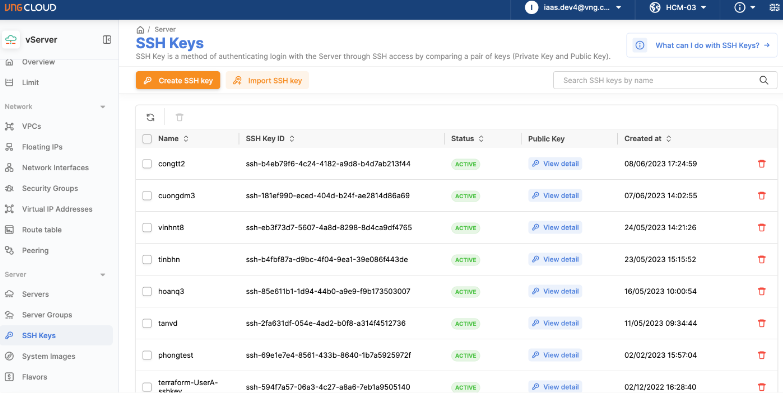 VNG CLOUD
I iaas.dev4@vng.c...
HCM-03
vServer
Overview
Limit
Network
VPCs
Floating IPs
Network Interfaces
Security Groups
Virtual IP Addresses
Route table
Peering
Server
Servers
Server Groups
SSH Keys
System Images
Flavors
/ Server
SSH Keys
SSH Key is a method of authenticating login with the Server through SSH access by comparing a pair of keys (Private Key and Public Key).
What can I do with SSH Keys?
Create SSH key
Import SSH key
Search SSH keys by name
Name SSH Key ID Status Public Key Created at
congtt2 ssh-b4eb79f6-4c24-4182-a9d8-b4d7ab213f44 ACTIVE View detail 08/06/2023 17:24:59
cuongdm3 ssh-181ef990-eced-404d-b24f-ae2814d86a69 ACTIVE View detail 07/06/2023 14:02:55
vinhnt8 ssh-eb3f73d7-5607-4a8d-8298-8d4ca9df4765 ACTIVE View detail 24/05/2023 14:21:26
tinbhn ssh-b4fbf87a-d9bc-4f04-9ea1-39e086f443de ACTIVE View detail 23/05/2023 15:15:52
hoanq3 ssh-85e611b1-1d94-44b0-a9e9-f9b173503007 ACTIVE View detail 16/05/2023 10:00:54
tanvd ssh-2fa631df-054e-4ad2-b0f8-a314f4512736 ACTIVE View detail 11/05/2023 09:34:44
phongtest ssh-69e1e7e4-8561-433b-8640-1b7a5925972f ACTIVE View detail 02/02/2023 15:57:04
terraform-UserA-sshkey ssh-594f7a57-06a3-4c27-a8a6-7eb1a9505140 ACTIVE View detail 02/12/2022 16:28:40